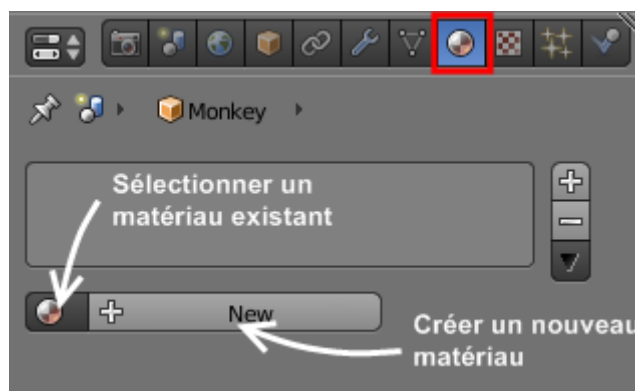 Monkey
Sélectionner un
matériau existant
New
Créer un nouveau
matériau